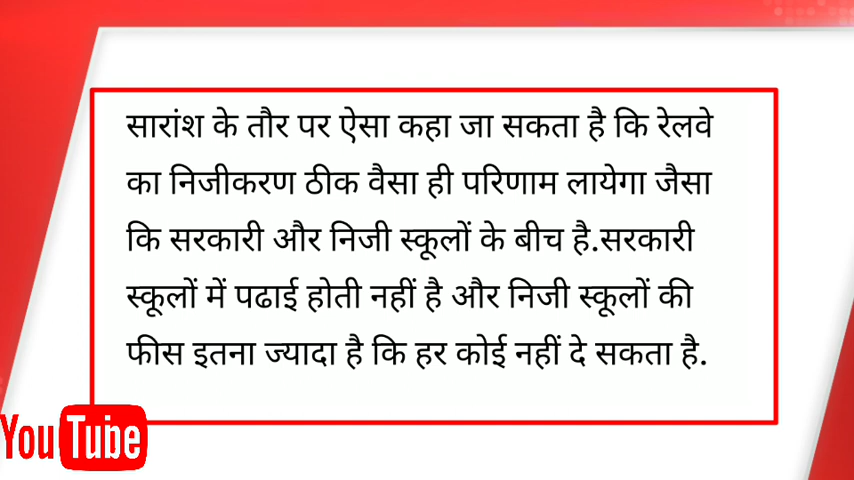 सारांश के तौर पर ऐसा कहा जा सकता है कि रेलवे
का निजीकरण ठीक वैसा ही परिणाम लायेगा जैसा
कि सरकारी और निजी स्कूलों के बीच है.सरकारी
स्कूलों में पढाई होती नहीं है और निजी स्कूलों की
फीस इतना ज्यादा है कि हर कोई नहीं दे सकता है.
YouTube